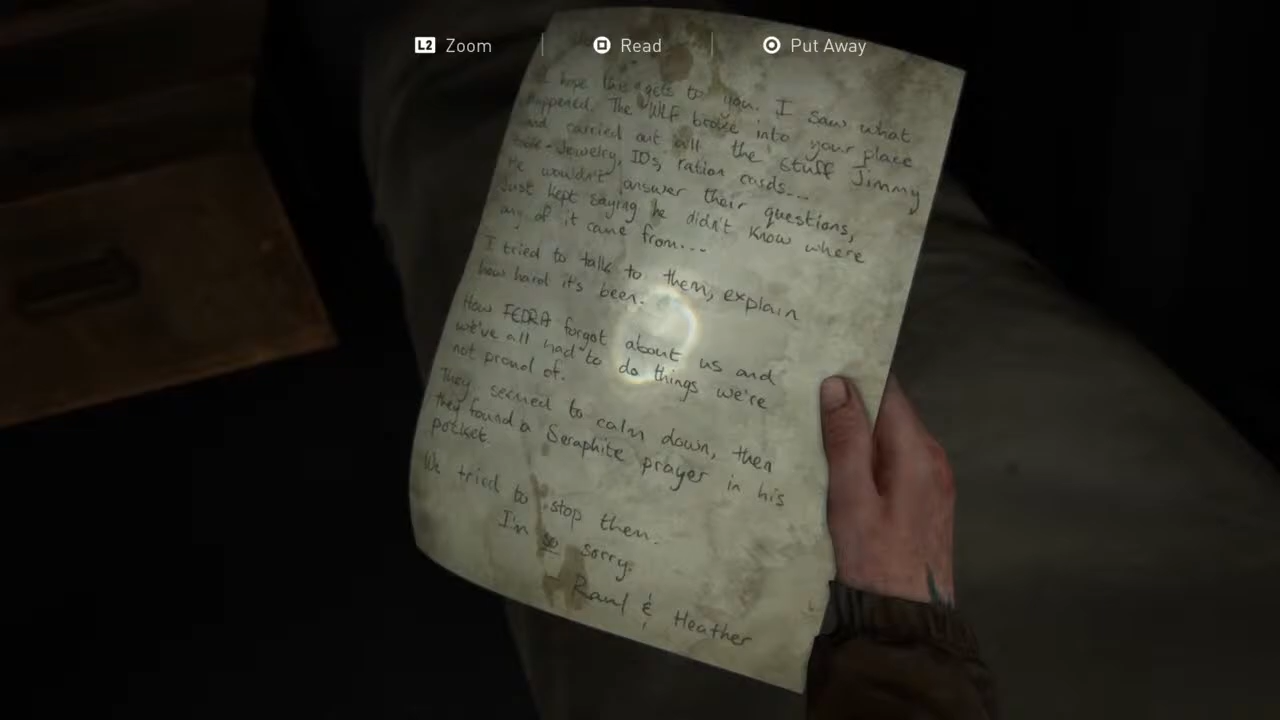 L2 Zoom
Read
Put Away
I hope this gets to you. I saw what
happened. The WLF broke into your place
and carried out all the stuff Jimmy
took - Jewelry, IDs, ration cards...
He wouldn't answer their questions,
Just kept saying he didn't know where
any of it came from...
I tried to talk to them, explain
how hard it's been.
How FEDRA forgot about us and
we've all had to do things we're
not proud of.
They seemed to calm down, then
they found a Seraphite prayer in his
pocket.
We tried to stop them.
I'm so sorry.
Raul & Heather